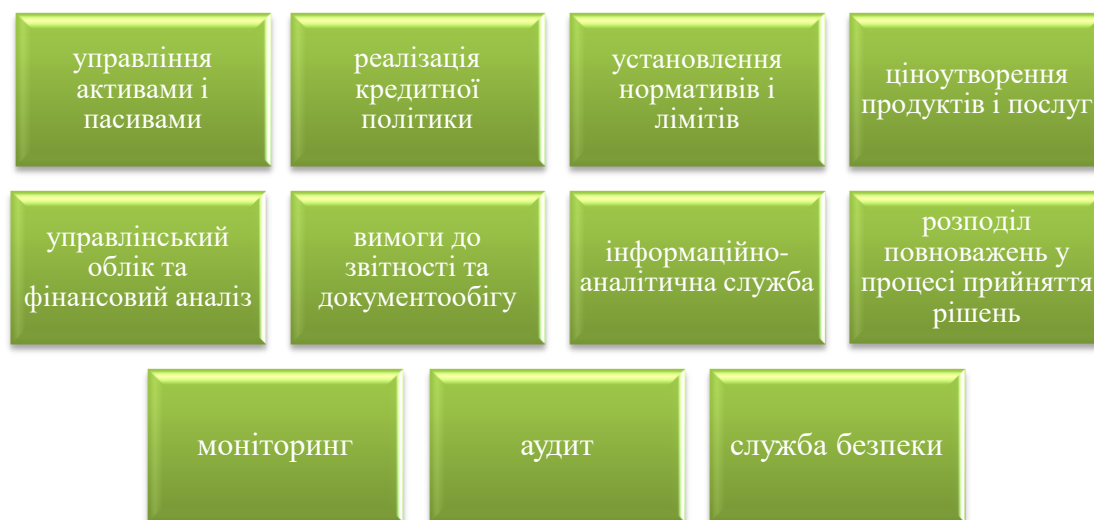 управління
активами і
пасивами
реалізація
кредитної
політики
установлення
нормативів і
лімітів
ціноутворення
продуктів і послуг
управлінський
облік та
фінансовий аналіз
вимоги до
звітності та
документообігу
інформаційно-
аналітична служба
розподіл
повноважень у
процесі прийняття
рішень
моніторинг
аудит
служба безпеки